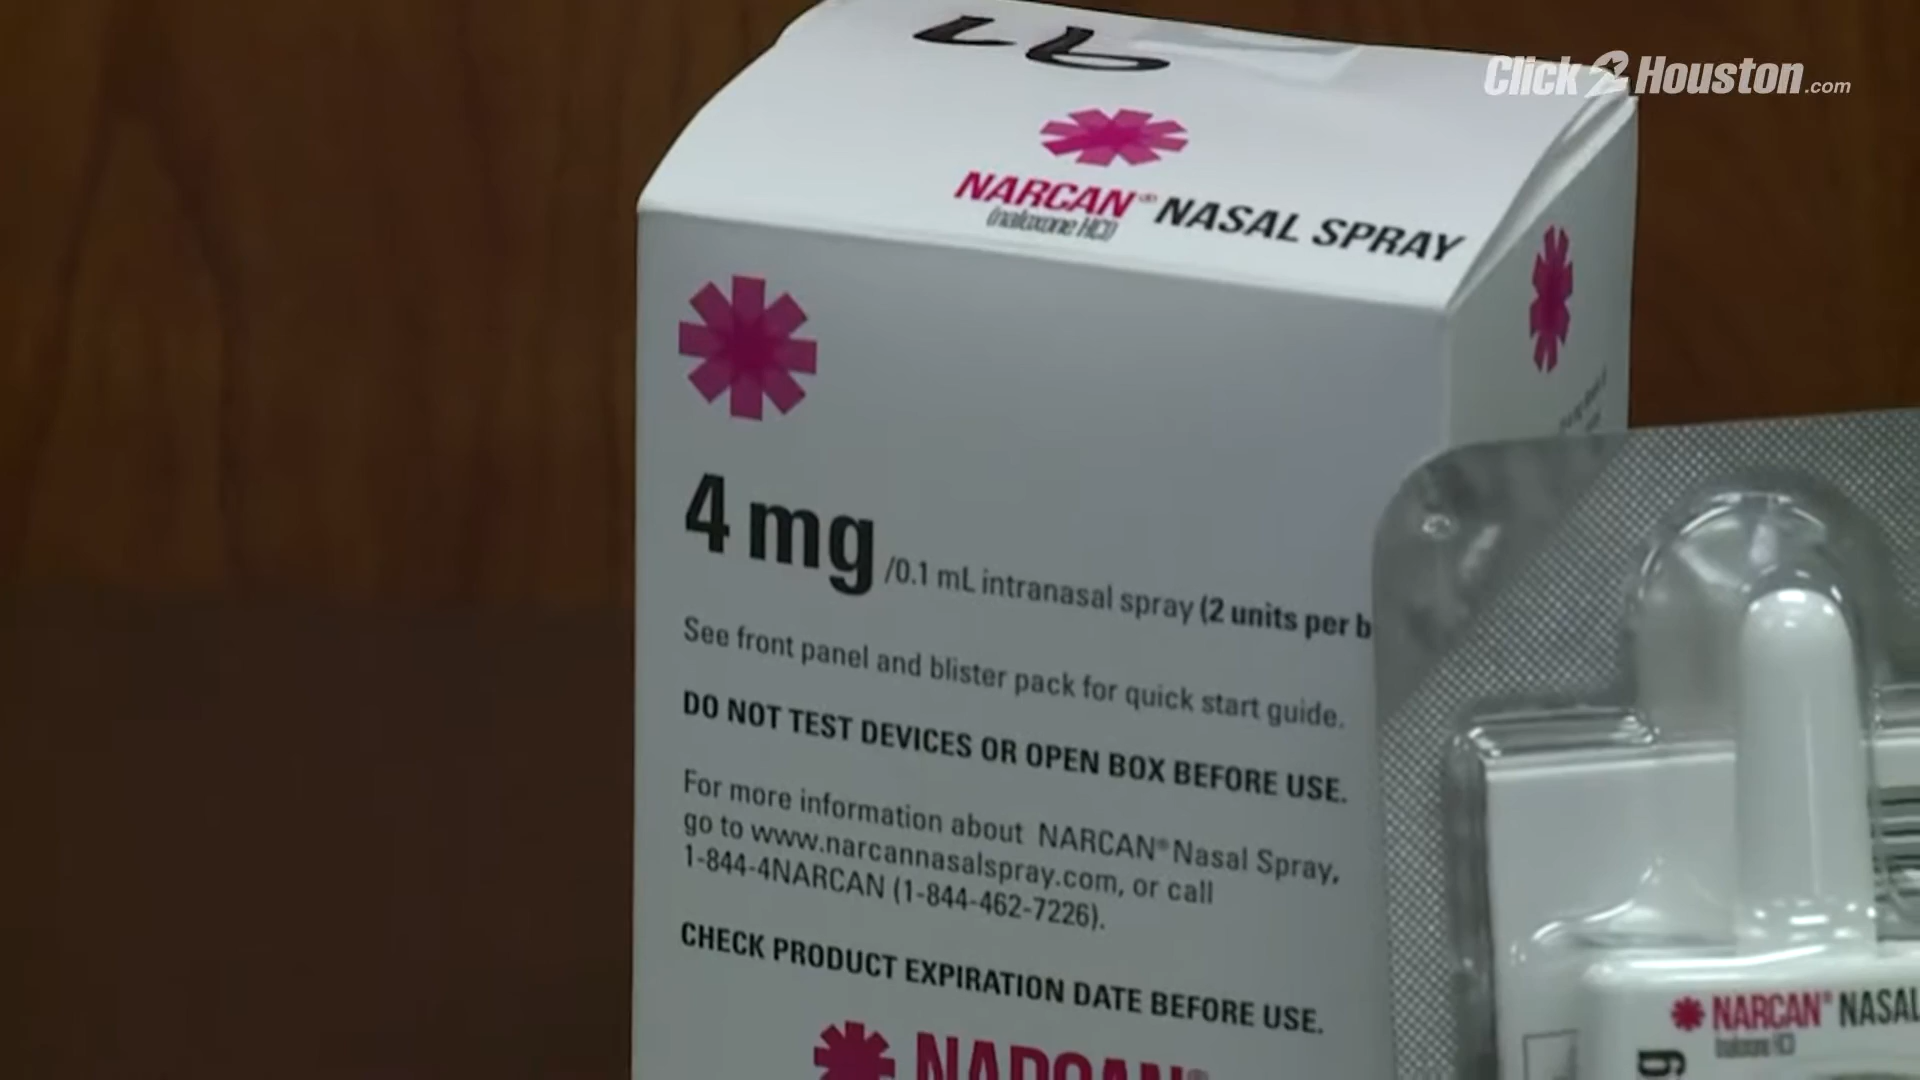 Click2Houston.com
NARCAN® NASAL SPRAY
(naloxone HCl)
4 mg /0.1 mL intranasal spray (2 units per b
See front panel and blister pack for quick start guide.
DO NOT TEST DEVICES OR OPEN BOX BEFORE USE.
For more information about NARCAN® Nasal Spray,
go to www.narcannasalspray.com, or call
1-844-4NARCAN (1-844-462-7226).
CHECK PRODUCT EXPIRATION DATE BEFORE USE.
NARCAN®
NARCAN® NASAL
(naloxone HCl)